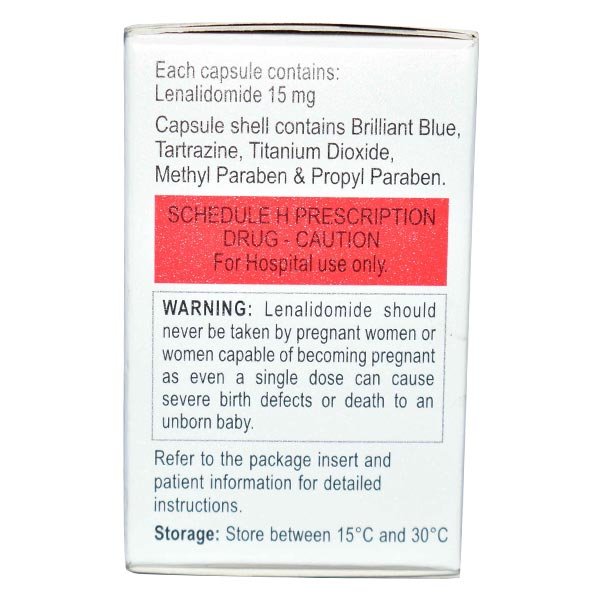 Each capsule contains:
Lenalidomide 15 mg
Capsule shell contains Brilliant Blue,
Tartrazine, Titanium Dioxide,
Methyl Paraben & Propyl Paraben.
SCHEDULE H PRESCRIPTION
DRUG - CAUTION
For Hospital use only.
WARNING: Lenalidomide should
never be taken by pregnant women or
women capable of becoming pregnant
as even a single dose can cause
severe birth defects or death to an
unborn baby.
Refer to the package insert and
patient information for detailed
instructions.
Storage: Store between 15°C and 30°C